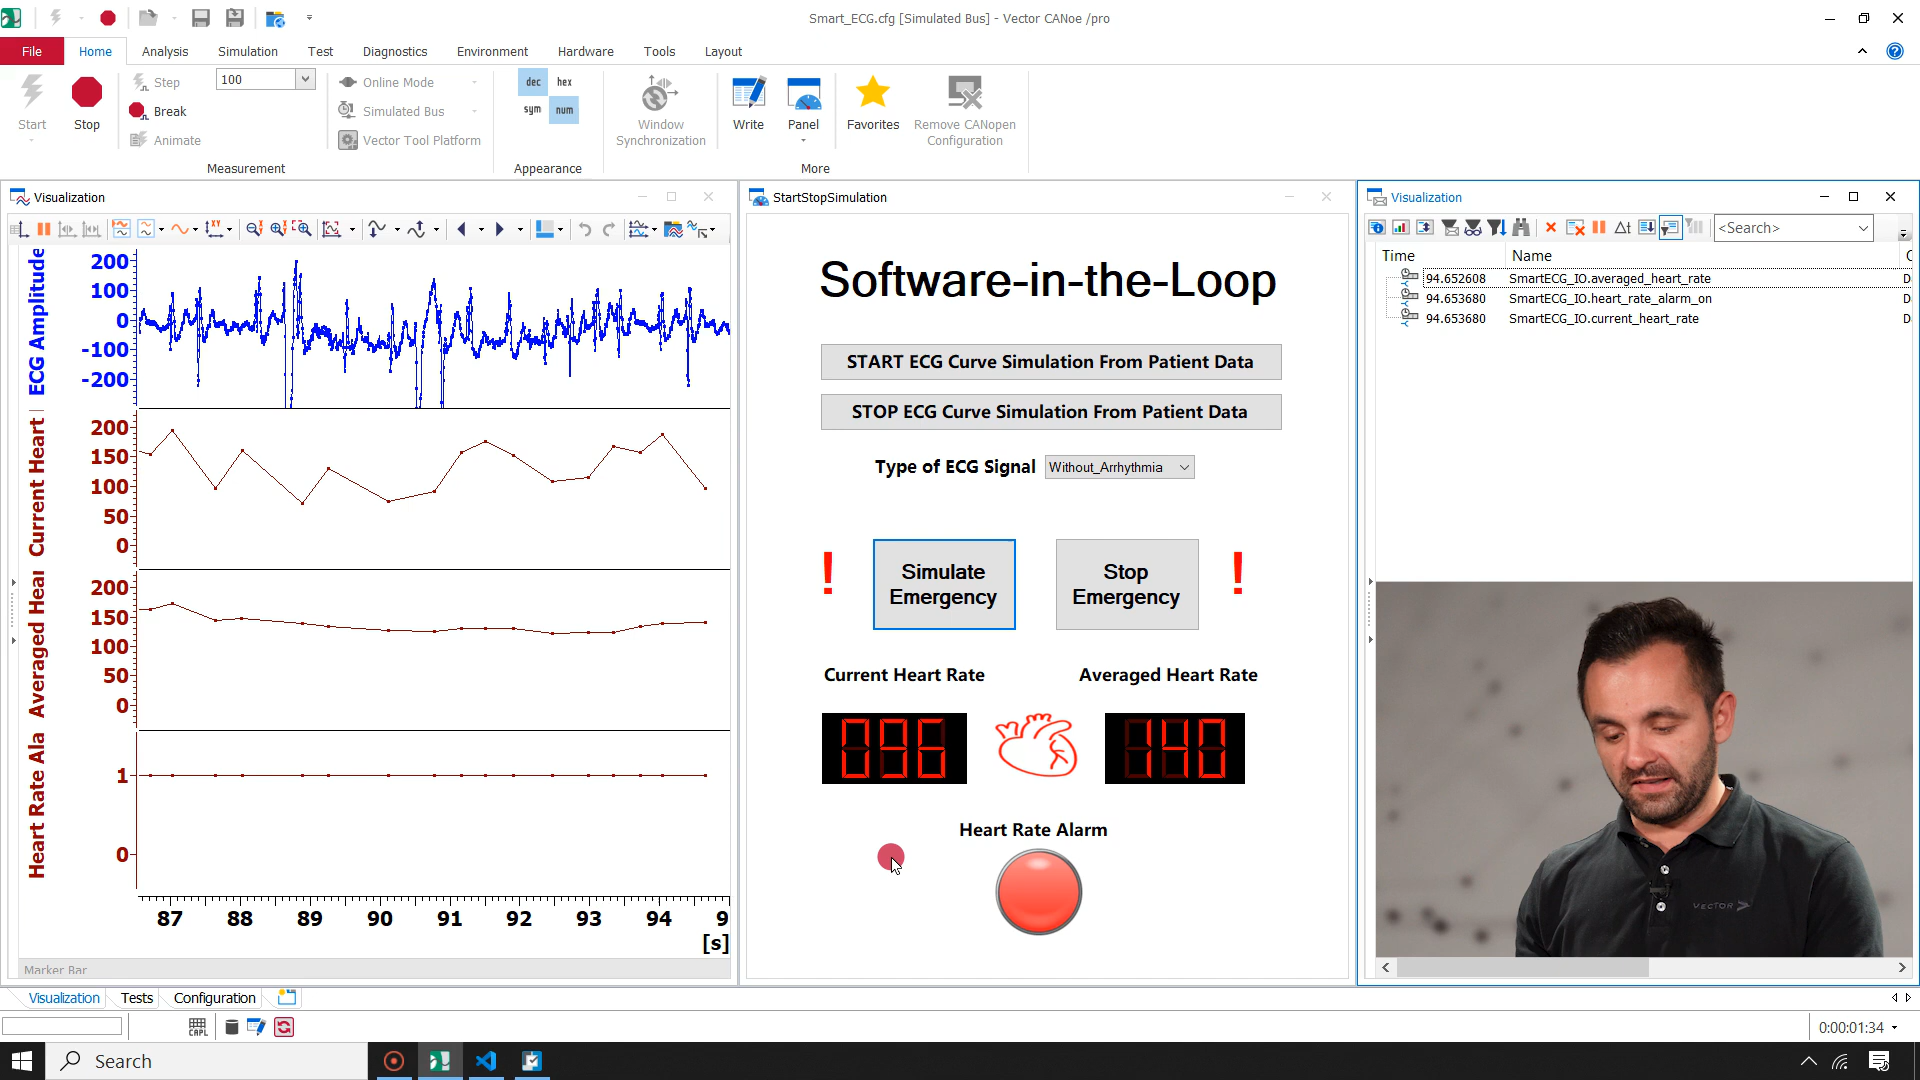 Smart_ECG.cfg [Simulated Bus] - Vector CANoe /pro
File Home Analysis Simulation Test Diagnostics Environment Hardware Tools Layout
Start
Stop
Step
100
Break
Animate
Measurement
Online Mode
Simulated Bus
Vector Tool Platform
dec hex
sym num
Appearance
Window
Synchronization
Write
Panel
Favorites
Remove CANopen
Configuration
More
Visualization
ECG Amplitude
200
100
0
-100
-200
Current Heart
200
150
100
50
0
Averaged Hear
200
150
100
50
0
Heart Rate Ala
1
0
87 88 89 90 91 92 93 94 9
[s]
Marker Bar
StartStopSimulation
Software-in-the-Loop
START ECG Curve Simulation From Patient Data
STOP ECG Curve Simulation From Patient Data
Type of ECG Signal Without_Arrhythmia
! Simulate
Emergency
Stop
Emergency !
Current Heart Rate Averaged Heart Rate
096 140
Heart Rate Alarm
Visualization
<Search>
Time Name
94.652608 SmartECG_IO.averaged_heart_rate D
94.653680 SmartECG_IO.heart_rate_alarm_on D
94.653680 SmartECG_IO.current_heart_rate D
VECTOR
Visualization Tests Configuration
CAPL
0:00:01:34
Search